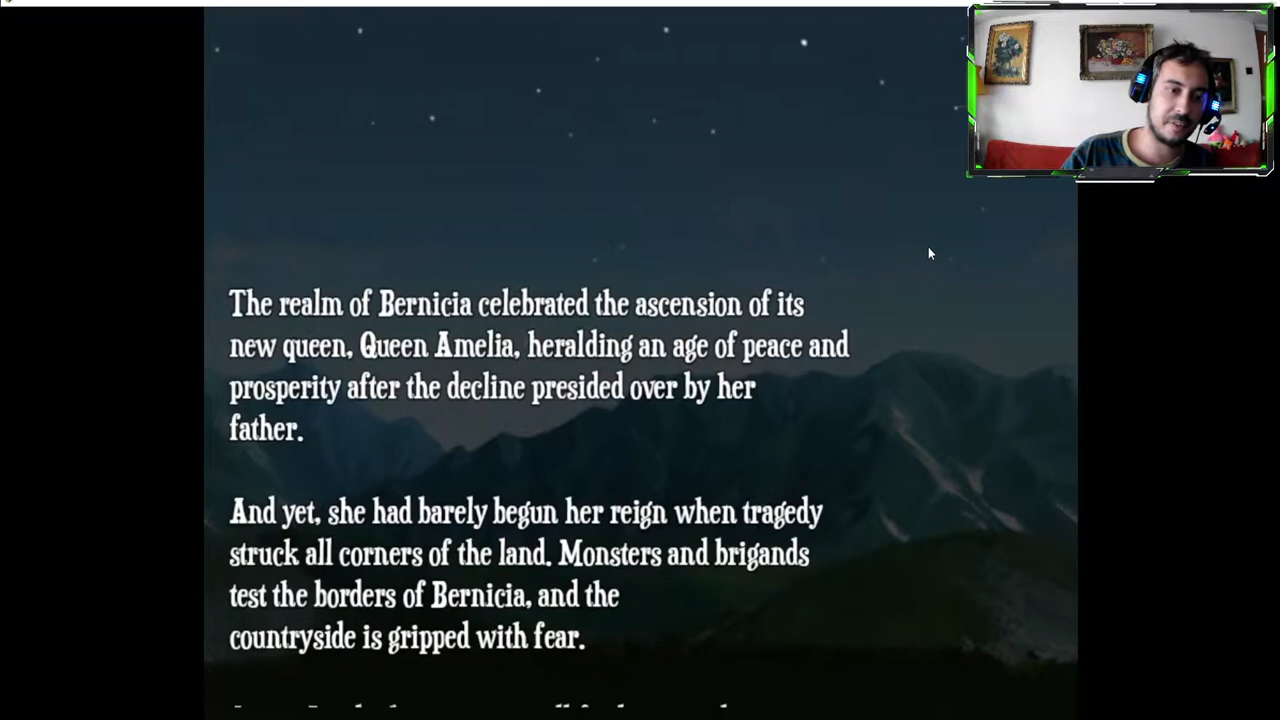 The realm of Bernicia celebrated the ascension of its
new queen, Queen Amelia, heralding an age of peace and
prosperity after the decline presided over by her
father.
And yet, she had barely begun her reign when tragedy
struck all corners of the land. Monsters and brigands
test the borders of Bernicia, and the
countryside is gripped with fear.